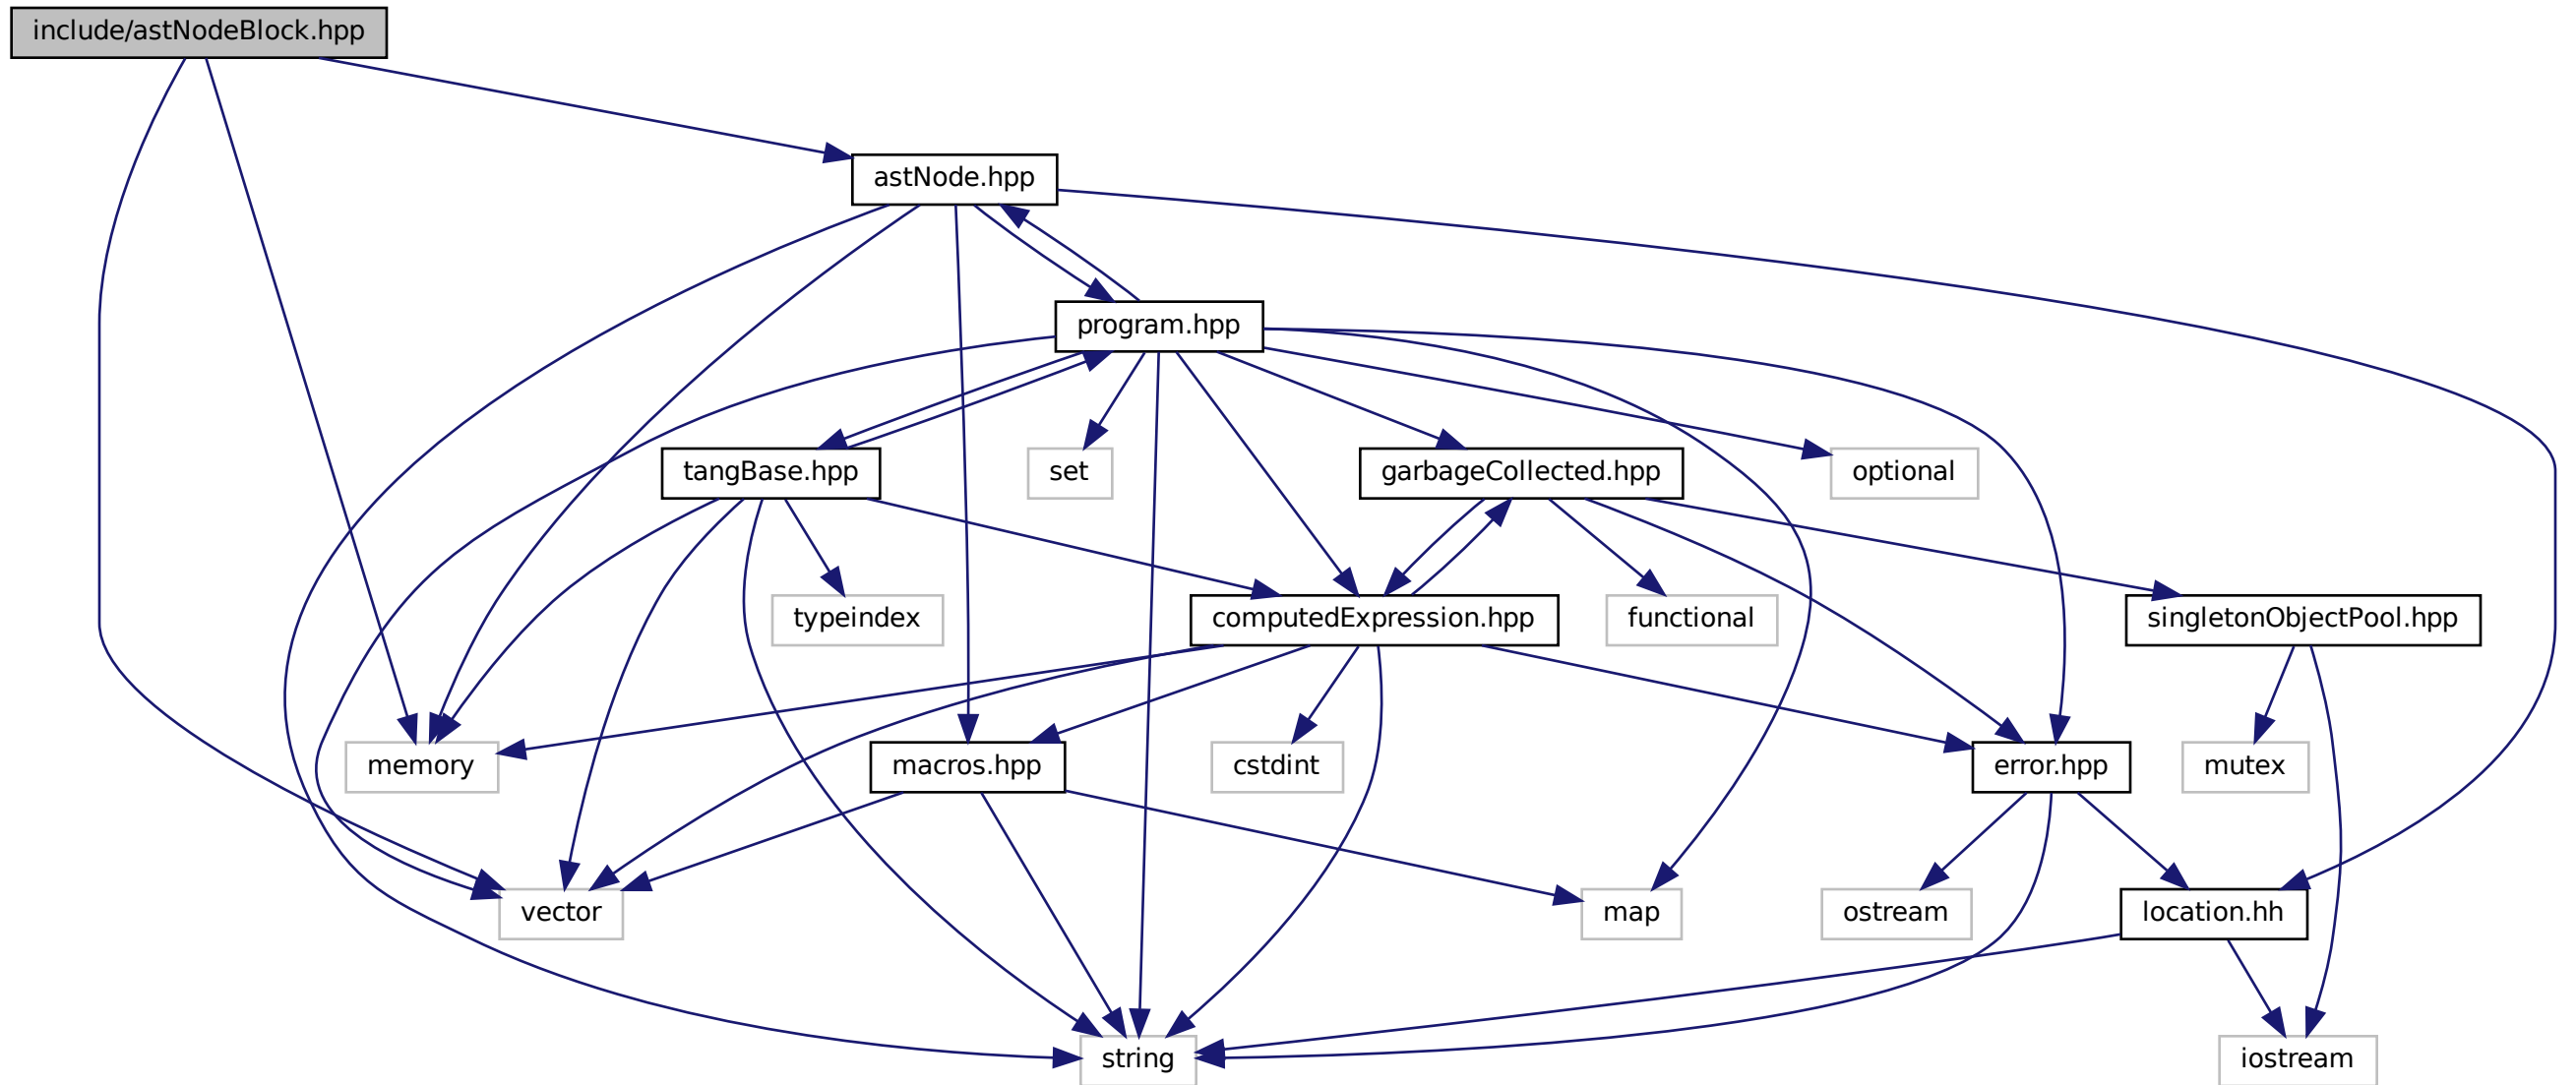 include/astNodeBlock.hpp
astNode.hpp
program.hpp
tangBase.hpp
set
garbageCollected.hpp
optional
typeindex
computedExpression.hpp
functional
singletonObjectPool.hpp
memory
macros.hpp
cstdint
error.hpp
mutex
vector
map
ostream
location.hh
string
iostream